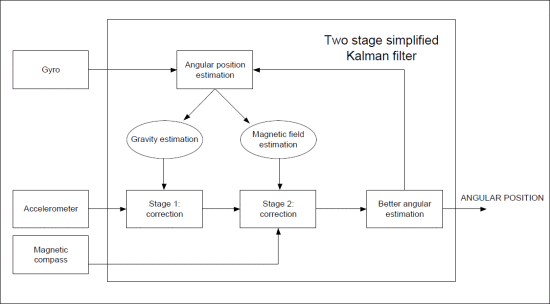 Two stage simplified
Kalman filter
Gyro
Angular position
estimation
Gravity estimation
Magnetic field
estimation
Accelerometer
Stage 1:
correction
Stage 2:
correction
Better angular
estimation
ANGULAR POSITION
Magnetic
compass